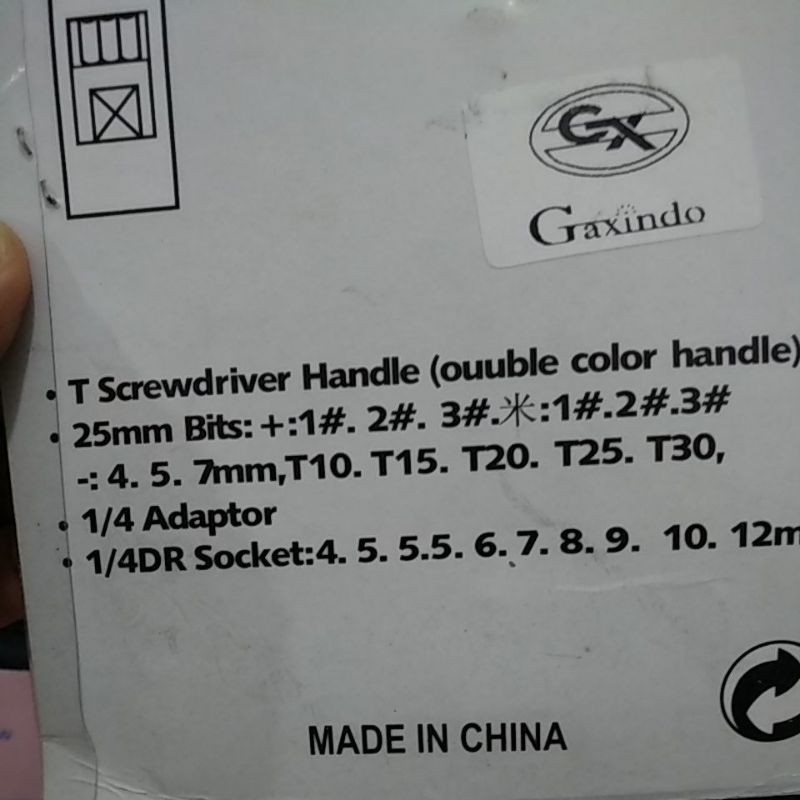 GX
Gaxindo
• T Screwdriver Handle (ouuble color handle)
• 25mm Bits: +:1#. 2#. 3#.米:1#.2#.3#
-: 4. 5. 7mm,T10. T15. T20. T25. T30,
• 1/4 Adaptor
• 1/4DR Socket:4. 5. 5.5. 6. 7. 8. 9. 10. 12m
MADE IN CHINA